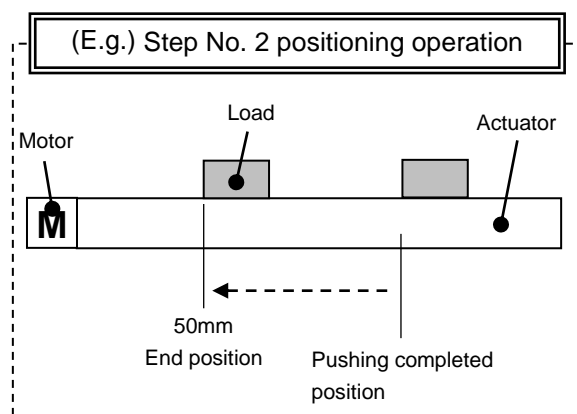 (E.g.) Step No. 2 positioning operation
Load
Motor
Actuator
M
50mm
End position
Pushing completed
position